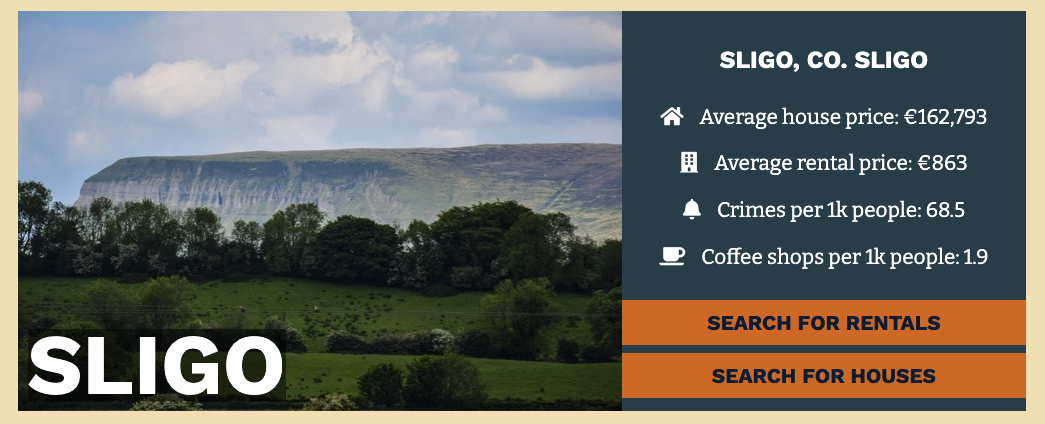 SLIGO
SLIGO, CO. SLIGO
Average house price: €162,793
Average rental price: €863
Crimes per 1k people: 68.5
Coffee shops per 1k people: 1.9
SEARCH FOR RENTALS
SEARCH FOR HOUSES